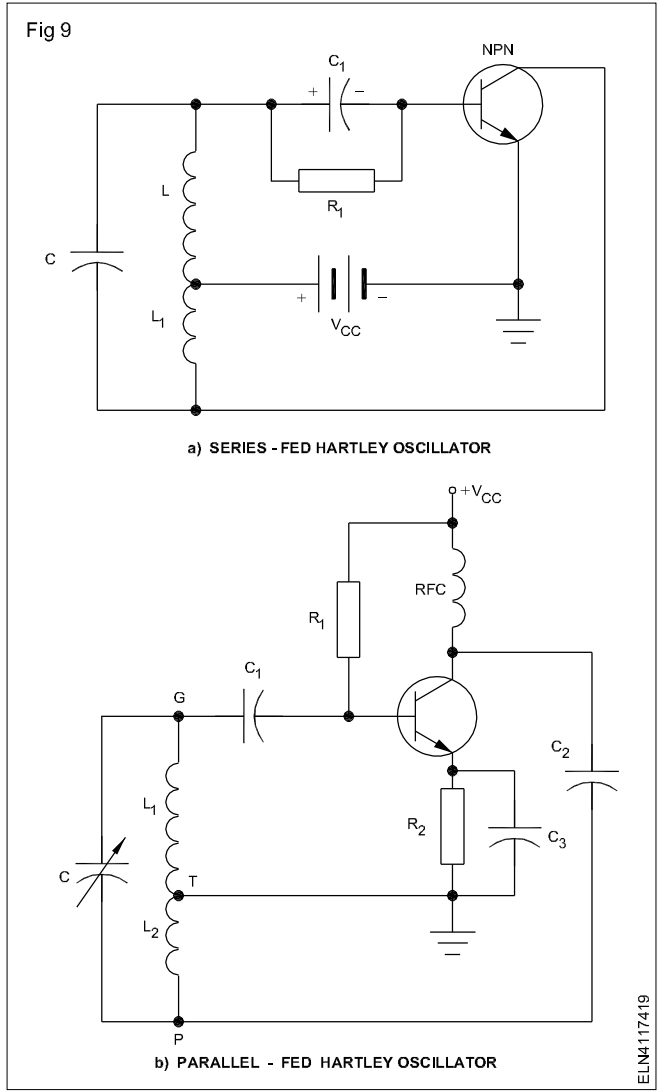 Fig 9
NPN
C1
+ −
R1
L
C
+ −
VCC
L1
a) SERIES - FED HARTLEY OSCILLATOR
+VCC
RFC
R1
C1
G
C2
L1
R2
C3
C
T
L2
P
b) PARALLEL - FED HARTLEY OSCILLATOR
ELN4117419